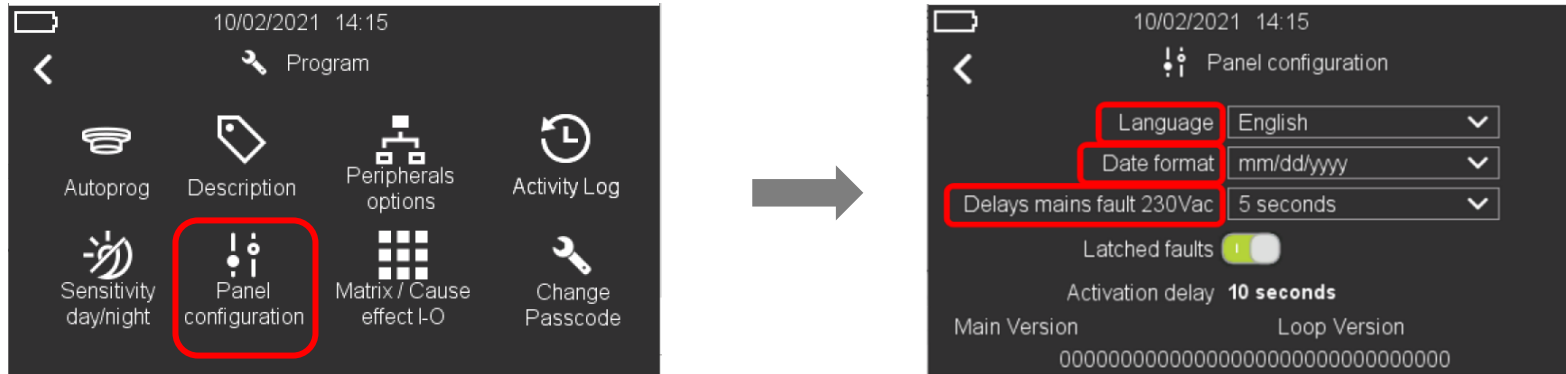 10/02/2021 14:15
Program
Autoprog
Description
Peripherals
options
Activity Log
Sensitivity
day/night
Panel
configuration
Matrix / Cause
effect I-O
Change
Passcode
10/02/2021 14:15
Panel configuration
Language English
Date format mm/dd/yyyy
Delays mains fault 230Vac 5 seconds
Latched faults I
Activation delay 10 seconds
Main Version Loop Version